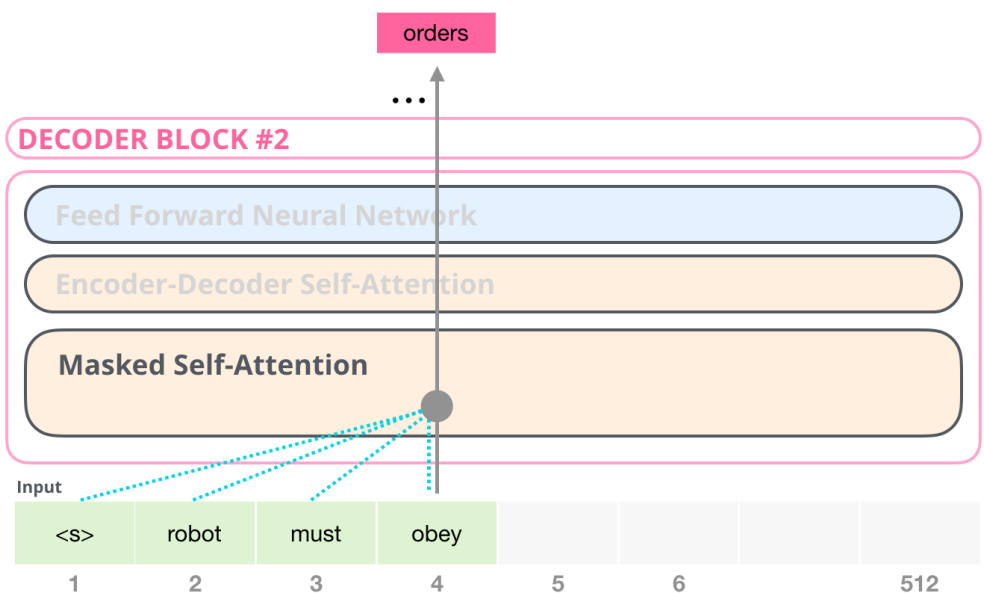 orders
...
DECODER BLOCK #2
Feed Forward Neural Network
Encoder-Decoder Self-Attention
Masked Self-Attention
Input
<s> robot must obey
1 2 3 4 5 6 512